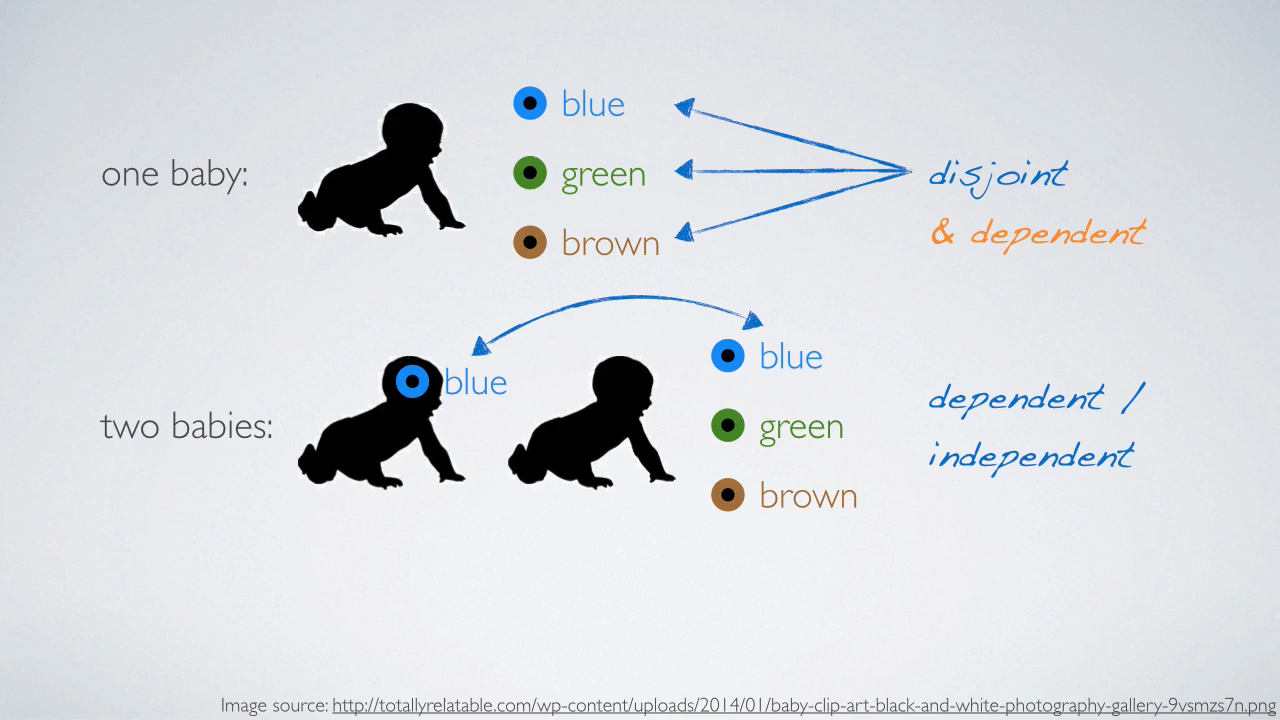 one baby:
blue
green
brown
disjoint
& dependent
two babies:
blue
blue
green
brown
dependent /
independent
Image source: http://totallyrelatable.com/wp-content/uploads/2014/01/baby-clip-art-black-and-white-photography-gallery-9vsmzs7n.png